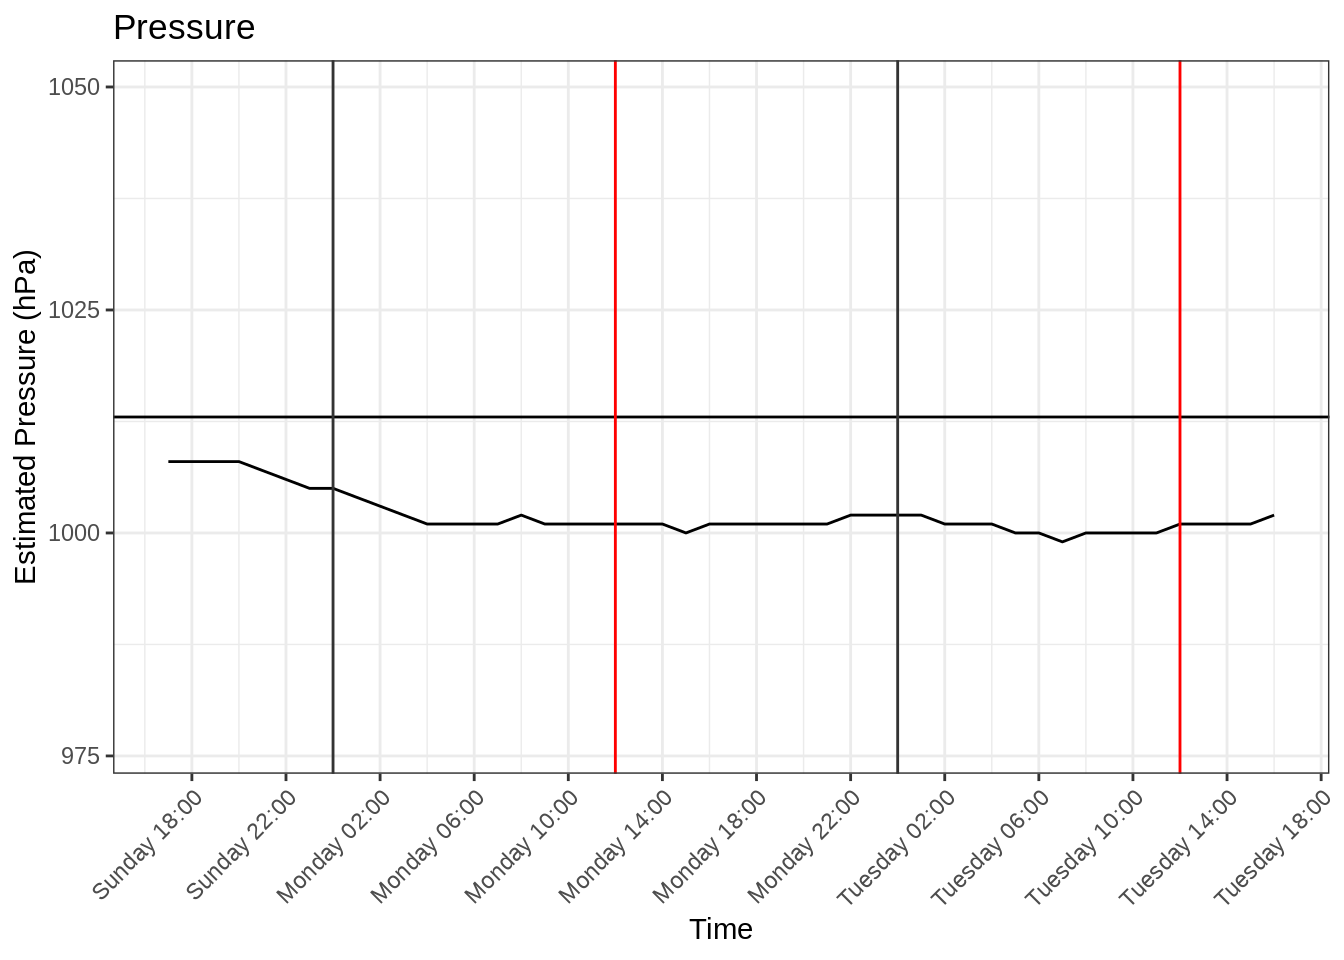 Pressure
Estimated Pressure (hPa)
1050
1025
1000
975
Sunday 18:00
Sunday 22:00
Monday 02:00
Monday 06:00
Monday 10:00
Monday 14:00
Monday 18:00
Monday 22:00
Tuesday 02:00
Tuesday 06:00
Tuesday 10:00
Tuesday 14:00
Tuesday 18:00
Time